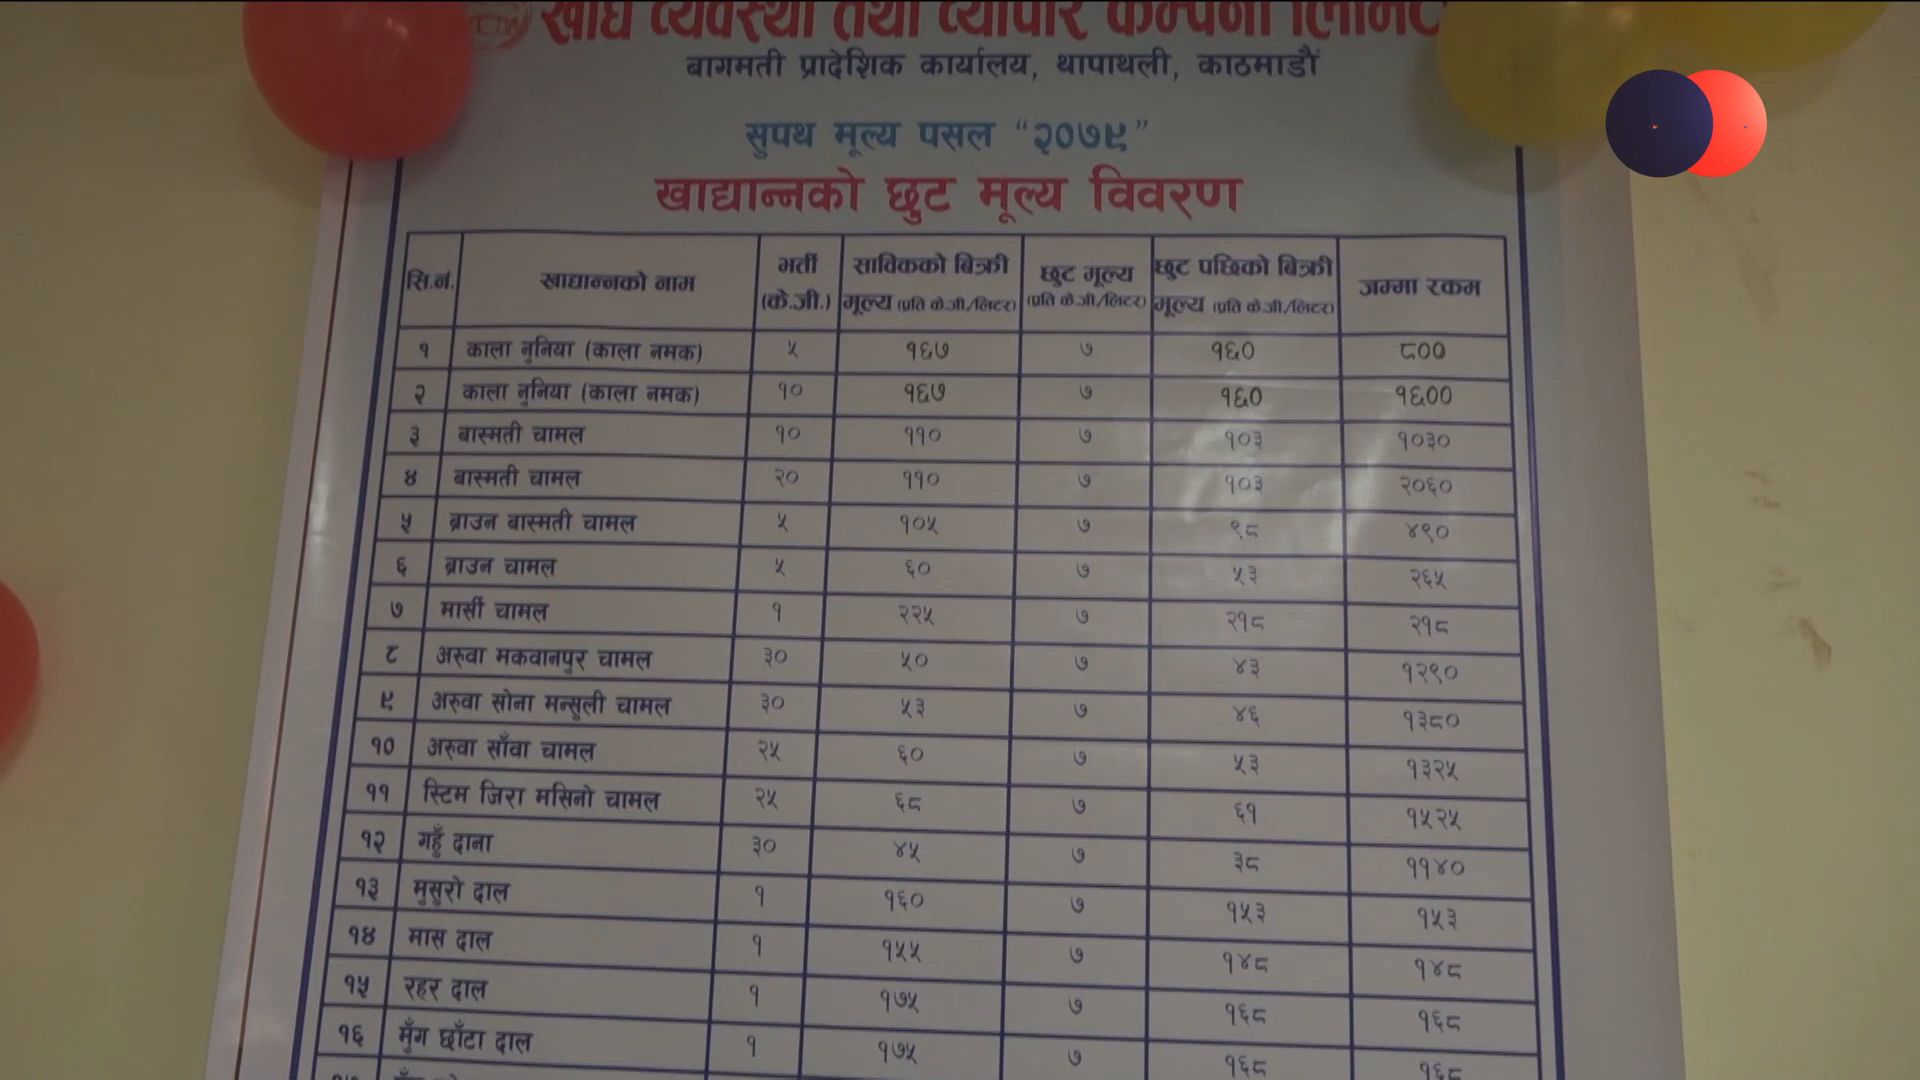 खाद्य व्यवस्था तथा व्यापार कम्पनी लिमिटे
बागमती प्रादेशिक कार्यालय, थापाथली, काठमाडौं
सुपथ मूल्य पसल “२०७९”
खाद्यान्नको छुट मूल्य विवरण
सि.नं. खाद्यान्नको नाम भर्ती (के.जी.) साविकको बिक्री मूल्य (प्रति के.जी/लिटर) छुट मूल्य (प्रति के.जी/लिटर) छुट पछिको बिक्री मूल्य (प्रति के.जी/लिटर) जम्मा रकम
१ काला नुनिया (काला नमक) ५ १६७ ७ १६० ८००
२ काला नुनिया (काला नमक) १० १६७ ७ १६० १६००
३ बास्मती चामल १० ११० ७ १०३ १०३०
४ बास्मती चामल २० ११० ७ १०३ २०६०
५ ब्राउन बास्मती चामल ५ १०५ ७ ९८ ४९०
६ ब्राउन चामल ५ ६० ७ ५३ २६५
७ मार्सी चामल १ २२५ ७ २१८ २१८
८ अरुवा मकवानपुर चामल ३० ५० ७ ४३ १२९०
९ अरुवा सोना मन्सुली चामल ३० ५३ ७ ४६ १३८०
१० अरुवा साँवा चामल २५ ६० ७ ५३ १३२५
११ स्टिम जिरा मसिनो चामल २५ ६८ ७ ६१ १५२५
१२ गहुँ दाना ३० ४५ ७ ३८ ११४०
१३ मुसुरो दाल १ १६० ७ १५३ १५३
१४ मास दाल १ १५५ ७ १४८ १४८
१५ रहर दाल १ १७५ ७ १६८ १६८
१६ मुँग छाँटा दाल १ १७५ ७ १६८ १६८